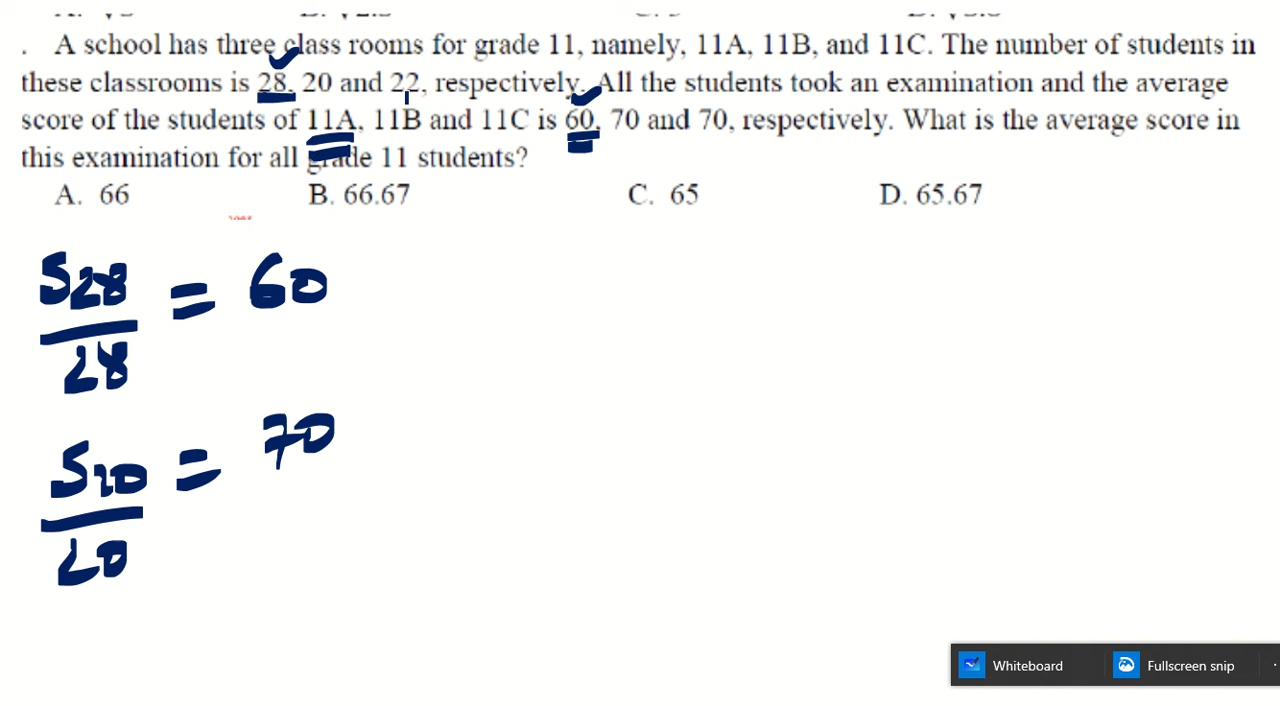 . A school has three class rooms for grade 11, namely, 11A, 11B, and 11C. The number of students in
these classrooms is 28, 20 and 22, respectively. All the students took an examination and the average
score of the students of 11A, 11B and 11C is 60, 70 and 70, respectively. What is the average score in
this examination for all grade 11 students?
A. 66 B. 66.67 C. 65 D. 65.67
S28
28
= 60
S20
20
= 70
Whiteboard Fullscreen snip